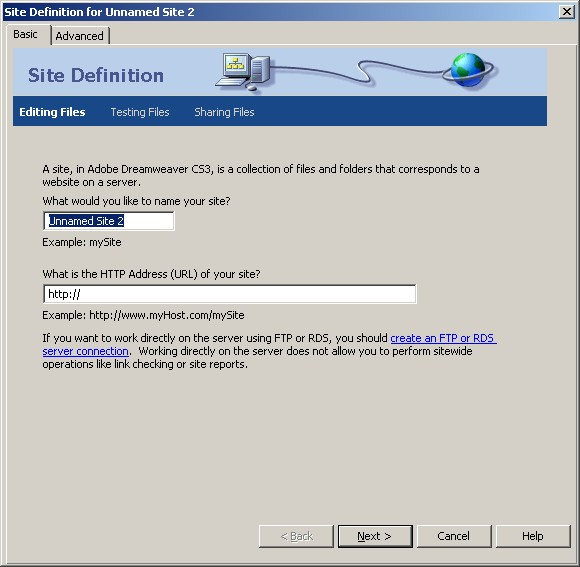 Site Definition for Unnamed Site 2
Basic
Advanced
Site Definition
Editing Files
Testing Files
Sharing Files
A site, in Adobe Dreamweaver CS3, is a collection of files and folders that corresponds to a
website on a server.
What would you like to name your site?
Unnamed Site 2
Example: mySite
What is the HTTP Address (URL) of your site?
http://
Example: http://www.myHost.com/mySite
If you want to work directly on the server using FTP or RDS, you should create an FTP or RDS
server connection.  Working directly on the server does not allow you to perform sitewide
operations like link checking or site reports.
< Back
Next >
Cancel
Help